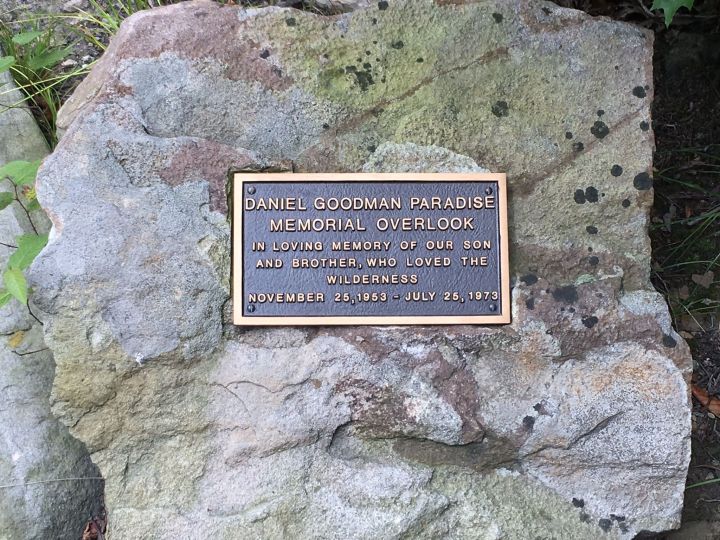 DANIEL GOODMAN PARADISE
MEMORIAL OVERLOOK
IN LOVING MEMORY OF OUR SON
AND BROTHER, WHO LOVED THE
WILDERNESS
NOVEMBER 25,1953 - JULY 25,1973